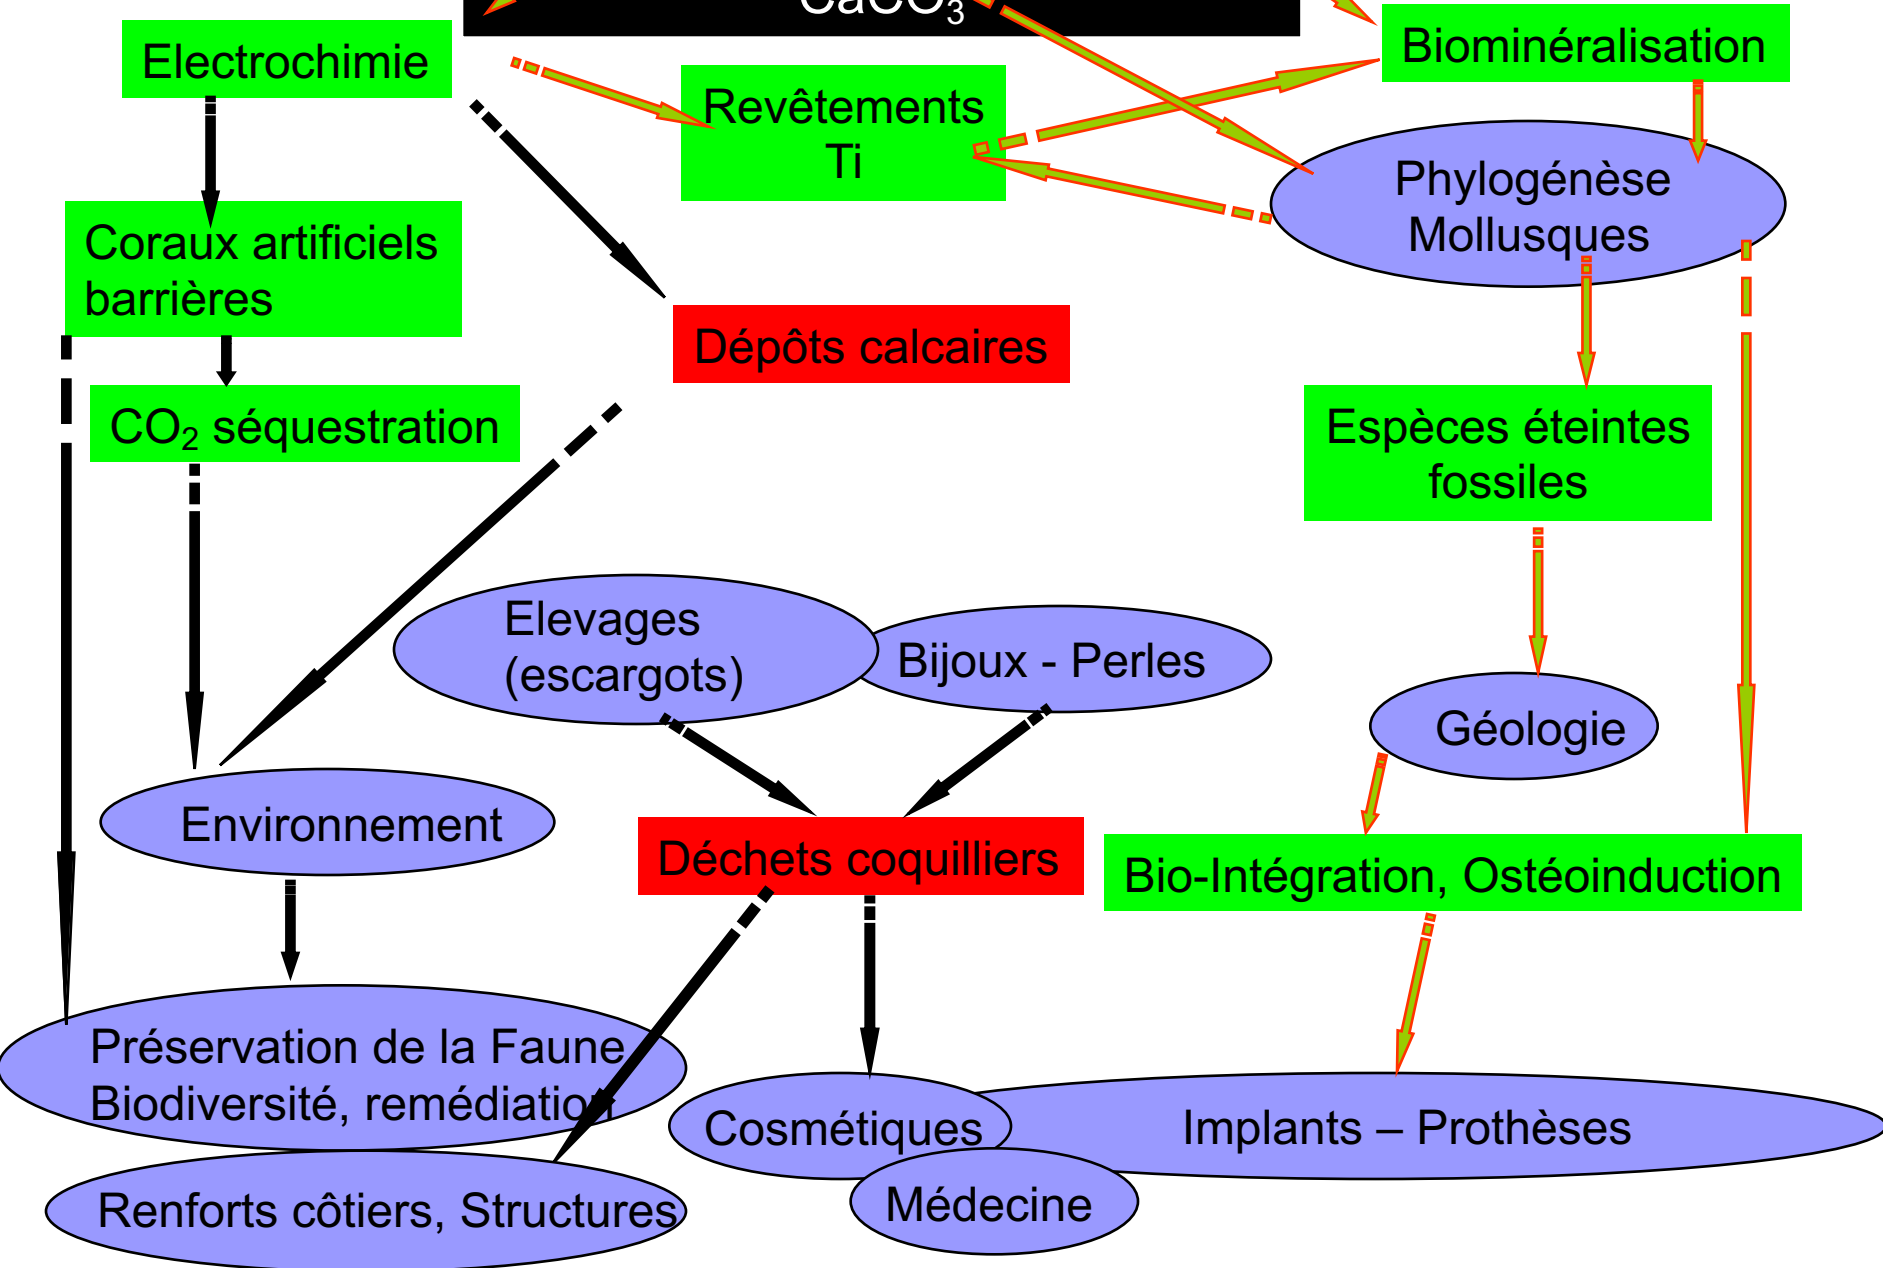 CaCO₃
Electrochimie
Biominéralisation
Revêtements
Ti
Phylogénèse
Mollusques
Coraux artificiels
barrières
Dépôts calcaires
CO₂ séquestration
Espèces éteintes
fossiles
Elevages
(escargots)
Bijoux - Perles
Géologie
Environnement
Déchets coquilliers
Bio-Intégration, Ostéoinduction
Préservation de la Faune
Biodiversité, remédiation
Cosmétiques
Implants – Prothèses
Médecine
Renforts côtiers, Structures